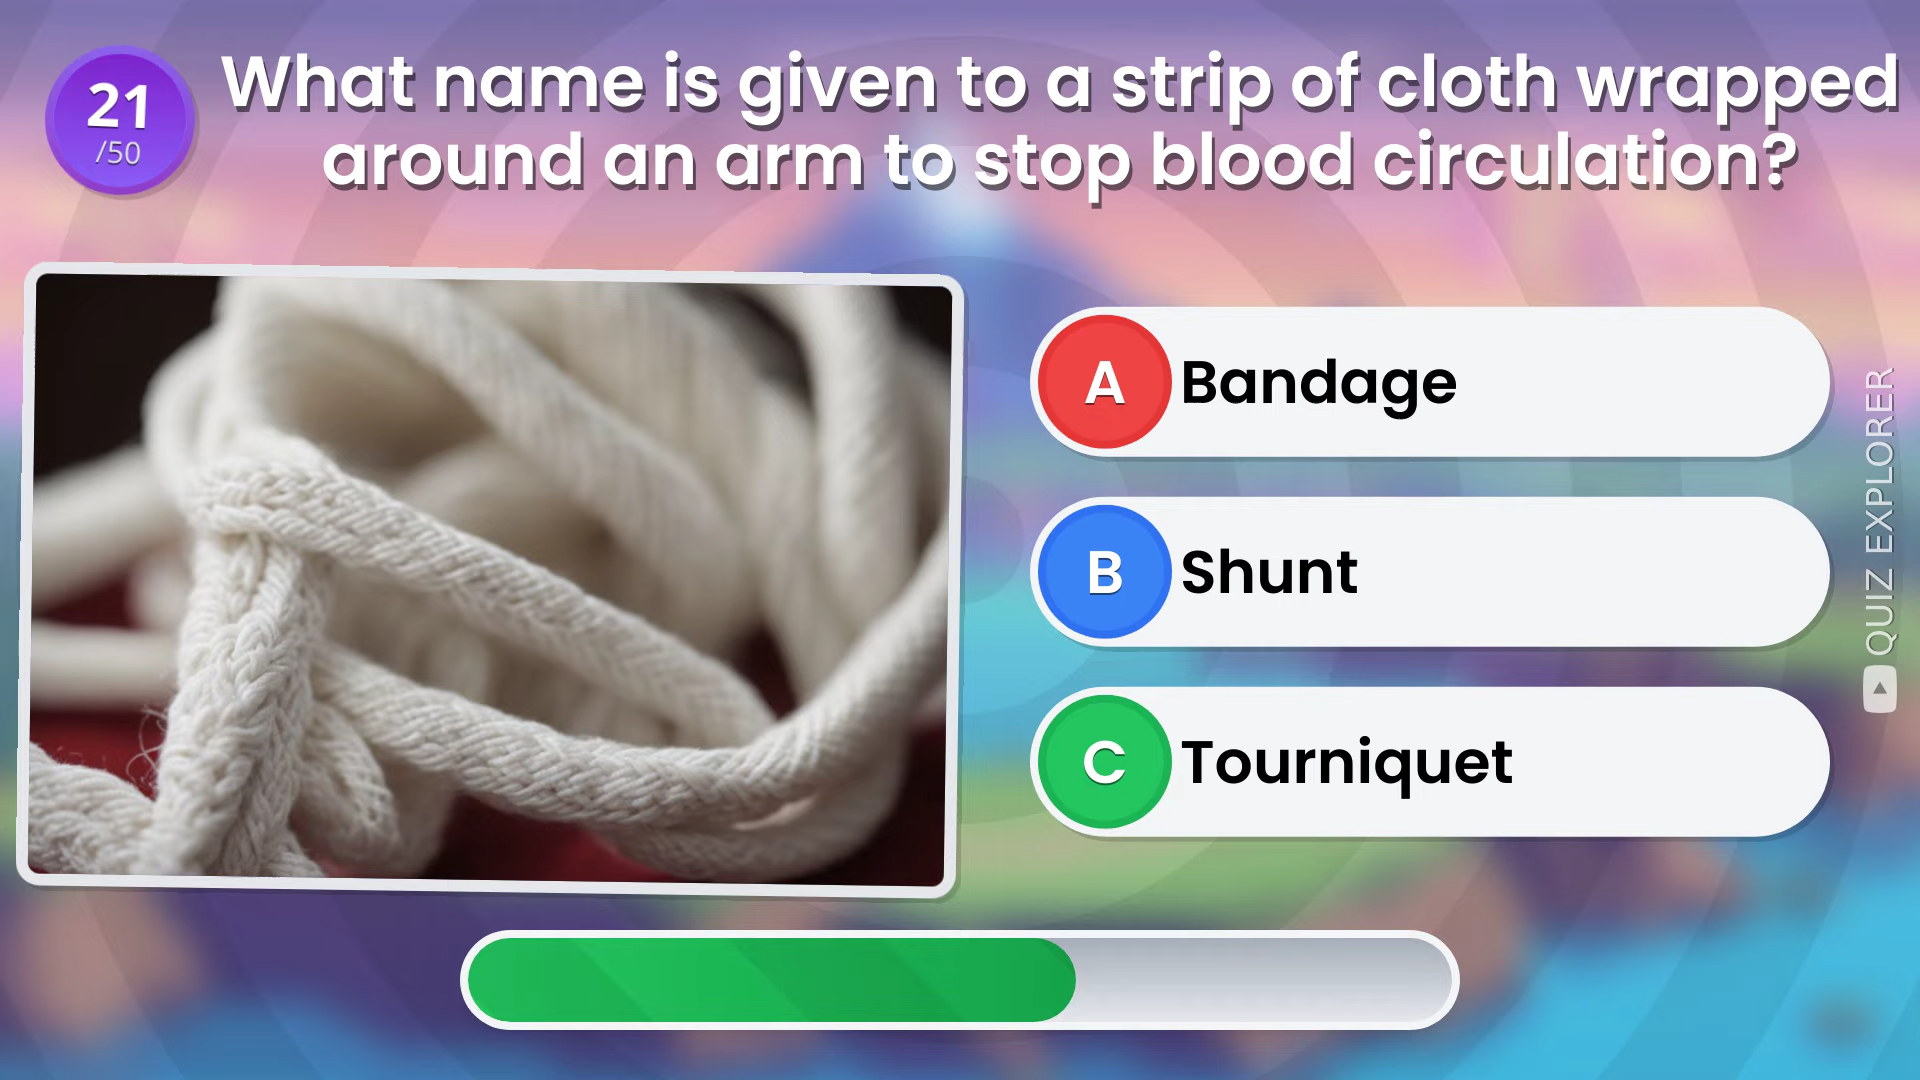 21
/50
What name is given to a strip of cloth wrapped
around an arm to stop blood circulation?
A Bandage
B Shunt
C Tourniquet
QUIZ EXPLORER